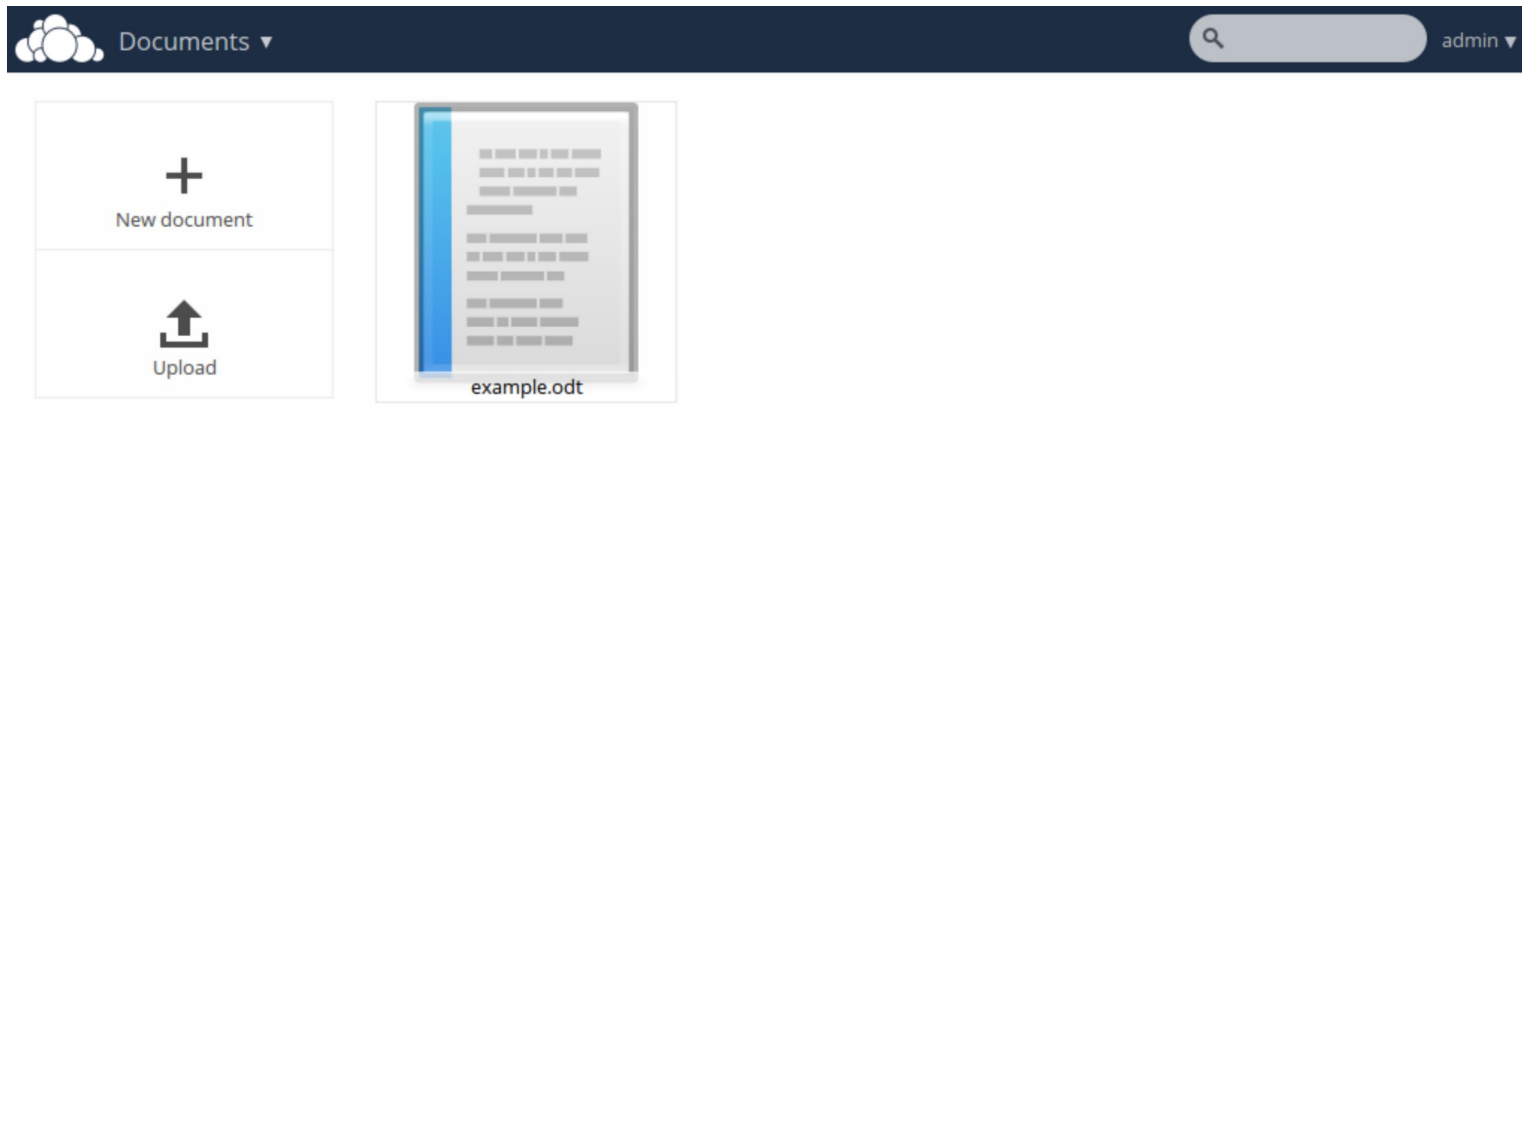 Documents ▼
admin ▼
New document
Upload
example.odt